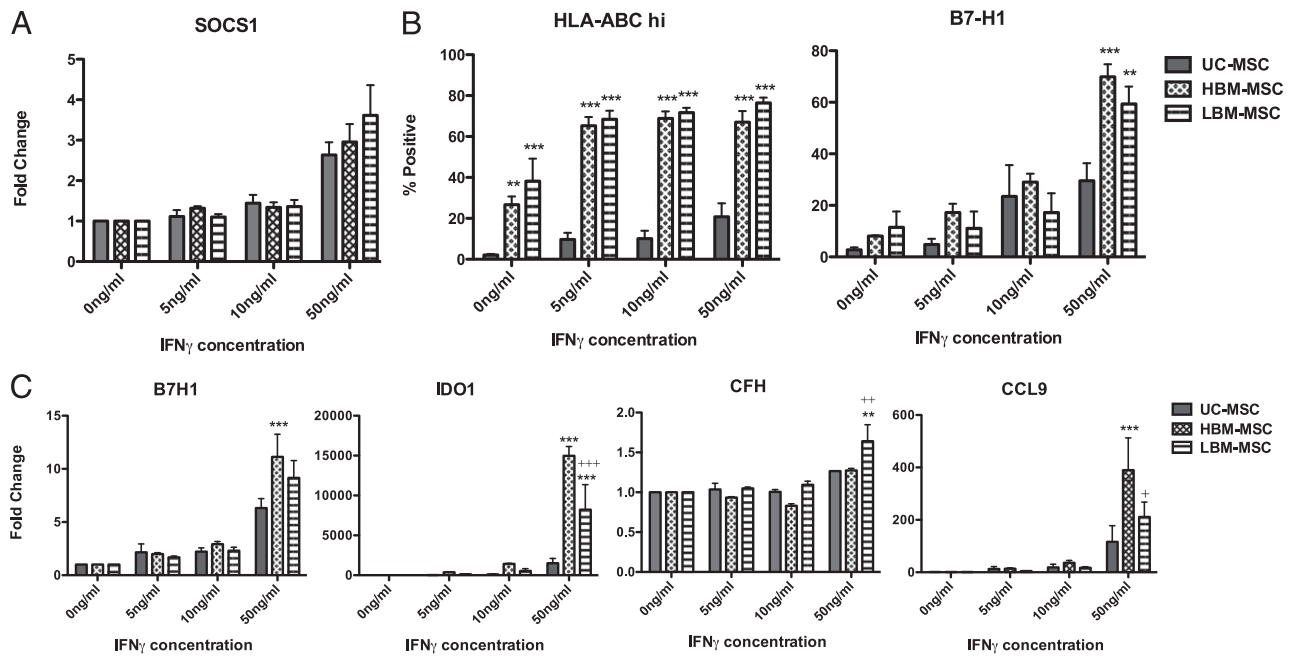 A
SOCS1
Fold Change
5
4
3
2
1
0
0ng/ml
5ng/ml
10ng/ml
50ng/ml
IFNγ concentration
B
HLA-ABC hi
% Positive
100
80
60
40
20
0
** ***
*** ***
*** ***
*** ***
0ng/ml
5ng/ml
10ng/ml
50ng/ml
IFNγ concentration
B7-H1
80
60
40
20
0
***
**
0ng/ml
5ng/ml
10ng/ml
50ng/ml
IFNγ concentration
UC-MSC
HBM-MSC
LBM-MSC
C
B7H1
Fold Change
15
10
5
0
***
0ng/ml
5ng/ml
10ng/ml
50ng/ml
IFNγ concentration
IDO1
20000
15000
10000
5000
0
***
+++
***
0ng/ml
5ng/ml
10ng/ml
50ng/ml
IFNγ concentration
CFH
2.0
1.5
1.0
0.5
0.0
++
**
0ng/ml
5ng/ml
10ng/ml
50ng/ml
IFNγ concentration
CCL9
600
400
200
0
***
+
0ng/ml
5ng/ml
10ng/ml
50ng/ml
IFNγ concentration
UC-MSC
HBM-MSC
LBM-MSC